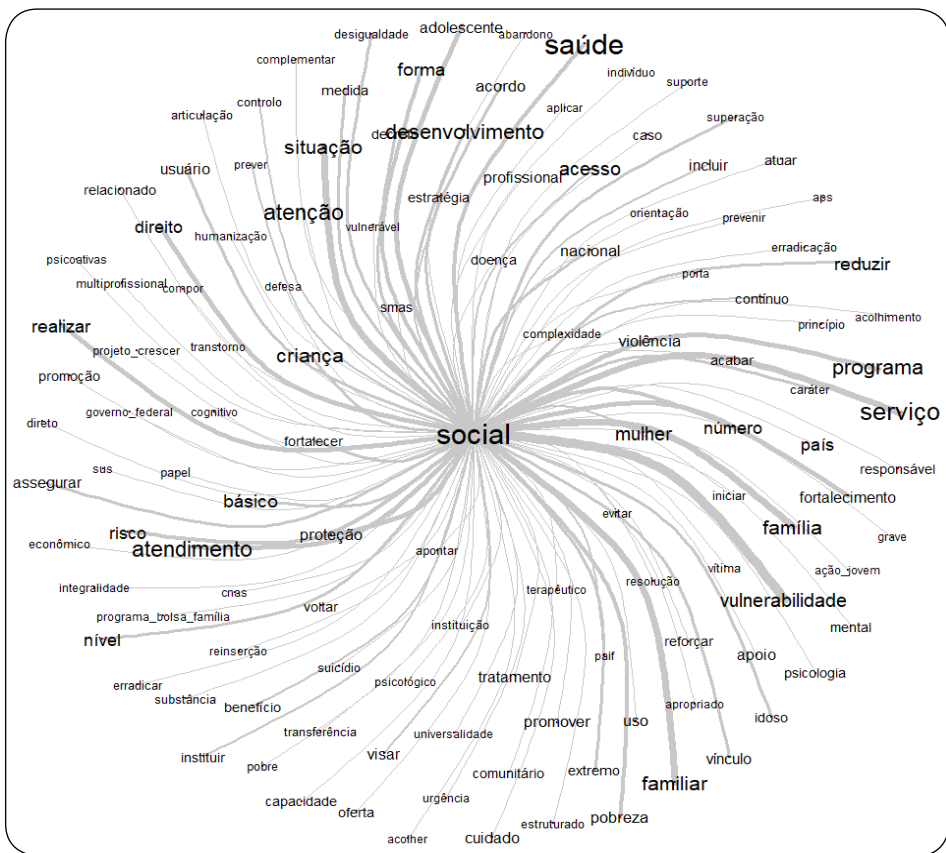 desigualdade
adolescente
abandono
saúde
complementar
forma
indivíduo
suporte
medida
acordo
controlo
aplicar
articulação
superação
situação
desenvolvimento
caso
usuário
prever
profissional
acesso
incluir
atuar
relacionado
estratégia
aps
direito
atenção
vulnerável
orientação
prevenir
humanização
nacional
erradicação
psicoativas
multiprofissional
compor
defesa
doença
porta
reduzir
contínuo
smas
acolhimento
realizar
princípio
projeto_crescer
transtorno
criança
complexidade
violência
acabar
programa
promoção
caráter
governo_federal
cognitivo
serviço
direto
fortalecer
social
mulher
número
país
sus
papel
responsável
assegurar
básico
iniciar
fortalecimento
risco
proteção
evitar
família
grave
econômico
atendimento
apontar
vítima
ação_jovem
integralidade
cnas
terapêutico
resolução
programa_bolsa_família
voltar
vulnerabilidade
nível
instituição
reforçar
mental
reinserção
paif
apoio
erradicar
suicídio
psicológico
tratamento
psicologia
substância
benefício
apropriado
transferência
universalidade
promover
uso
idoso
instituir
pobre
visar
comunitário
extremo
vínculo
capacidade
urgência
familiar
oferta
estruturado
pobreza
acolher
cuidado